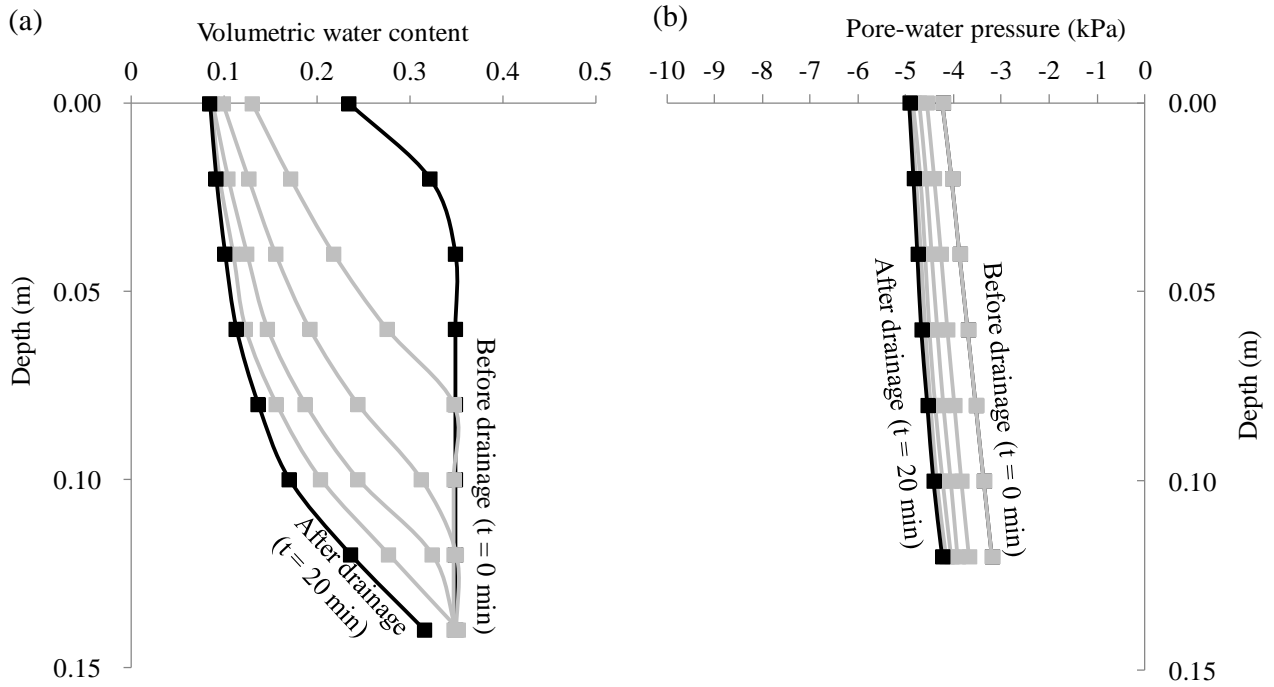 (a)
Volumetric water content
0 0.1 0.2 0.3 0.4 0.5
0.00
0.05
0.10
0.15
Depth (m)
Before drainage (t = 0 min)
After drainage
(t = 20 min)
(b)
Pore-water pressure (kPa)
-10 -9 -8 -7 -6 -5 -4 -3 -2 -1 0
0.00
0.05
0.10
0.15
Depth (m)
After drainage (t = 20 min)
Before drainage (t = 0 min)